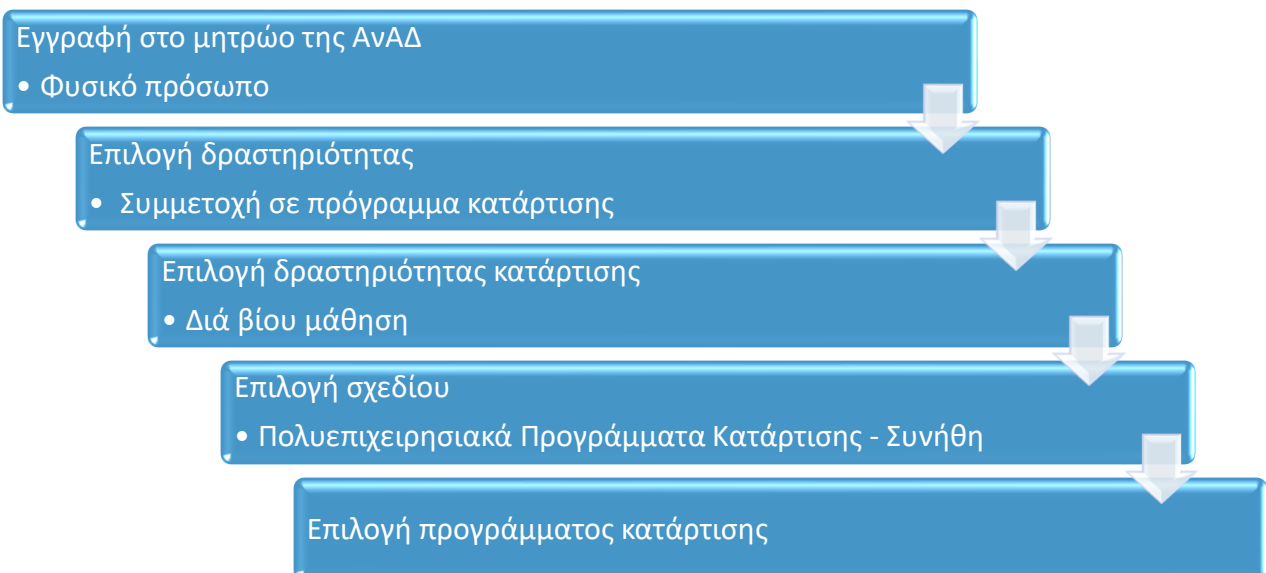 Εγγραφή στο μητρώο της ΑνΑΔ
• Φυσικό πρόσωπο
Επιλογή δραστηριότητας
• Συμμετοχή σε πρόγραμμα κατάρτισης
Επιλογή δραστηριότητας κατάρτισης
• Διά βίου μάθηση
Επιλογή σχεδίου
• Πολυεπιχειρησιακά Προγράμματα Κατάρτισης - Συνήθη
Επιλογή προγράμματος κατάρτισης